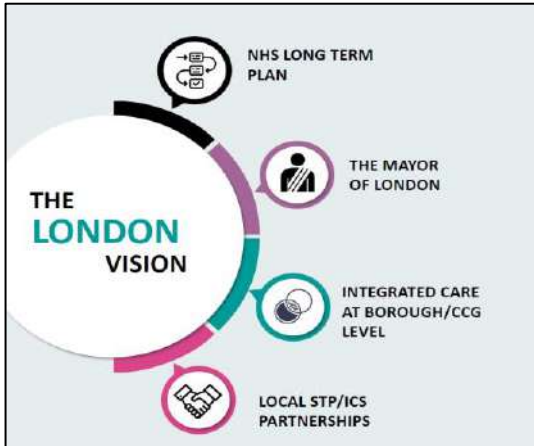 NHS LONG TERM
PLAN
THE MAYOR
OF LONDON
THE
LONDON
VISION
INTEGRATED CARE
AT BOROUGH/CCG
LEVEL
LOCAL STP/ICS
PARTNERSHIPS